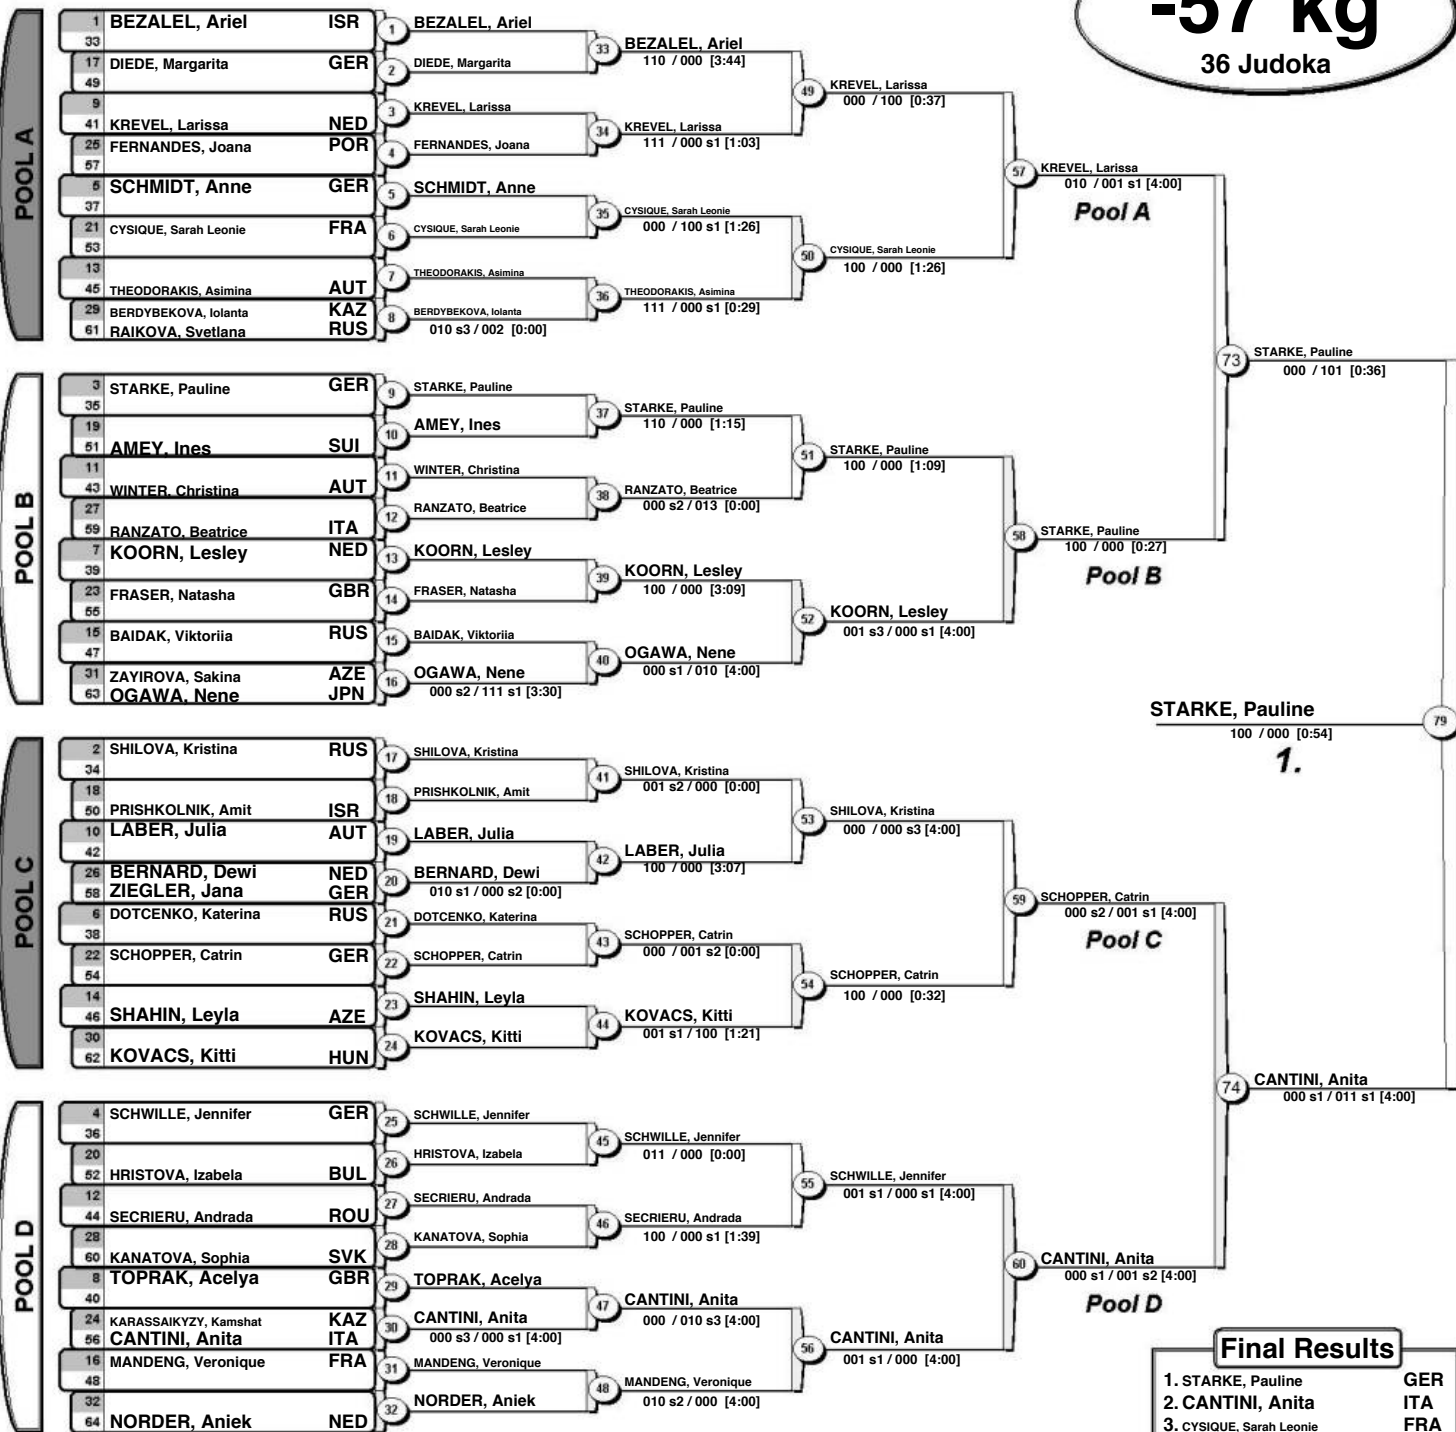 -57 kg
36 Judoka
POOL A
1 BEZALEL, Ariel ISR
33
17 DIEDE, Margarita GER
49
9
41 KREVEL, Larissa NED
25 FERNANDES, Joana POR
57
5 SCHMIDT, Anne GER
37
21 CYSIQUE, Sarah Leonie FRA
53
13
45 THEODORAKIS, Asimina AUT
29 BERDYBEKOVA, Iolanta KAZ
61 RAIKOVA, Svetlana RUS
1 BEZALEL, Ariel
2 DIEDE, Margarita
3 KREVEL, Larissa
4 FERNANDES, Joana
5 SCHMIDT, Anne
6 CYSIQUE, Sarah Leonie
7 THEODORAKIS, Asimina
8 BERDYBEKOVA, Iolanta
010 s3 / 002 [0:00]
33 BEZALEL, Ariel
110 / 000 [3:44]
34 KREVEL, Larissa
111 / 000 s1 [1:03]
35 CYSIQUE, Sarah Leonie
000 / 100 s1 [1:26]
36 THEODORAKIS, Asimina
111 / 000 s1 [0:29]
49 KREVEL, Larissa
000 / 100 [0:37]
50 CYSIQUE, Sarah Leonie
100 / 000 [1:26]
57 KREVEL, Larissa
010 / 001 s1 [4:00]
Pool A
POOL B
3 STARKE, Pauline GER
35
19
51 AMEY, Ines SUI
11
43 WINTER, Christina AUT
27
59 RANZATO, Beatrice ITA
7 KOORN, Lesley NED
39
23 FRASER, Natasha GBR
55
15 BAIDAK, Viktoriia RUS
47
31 ZAYIROVA, Sakina AZE
63 OGAWA, Nene JPN
9 STARKE, Pauline
10 AMEY, Ines
11 WINTER, Christina
12 RANZATO, Beatrice
13 KOORN, Lesley
14 FRASER, Natasha
15 BAIDAK, Viktoriia
16 OGAWA, Nene
000 s2 / 111 s1 [3:30]
37 STARKE, Pauline
110 / 000 [1:15]
38 RANZATO, Beatrice
000 s2 / 013 [0:00]
39 KOORN, Lesley
100 / 000 [3:09]
40 OGAWA, Nene
000 s1 / 010 [4:00]
51 STARKE, Pauline
100 / 000 [1:09]
52 KOORN, Lesley
001 s3 / 000 s1 [4:00]
58 STARKE, Pauline
100 / 000 [0:27]
Pool B
73 STARKE, Pauline
000 / 101 [0:36]
STARKE, Pauline 79
100 / 000 [0:54]
1.
POOL C
2 SHILOVA, Kristina RUS
34
18
50 PRISHKOLNIK, Amit ISR
10 LABER, Julia AUT
42
26 BERNARD, Dewi NED
58 ZIEGLER, Jana GER
6 DOTCENKO, Katerina RUS
38
22 SCHOPPER, Catrin GER
54
14
46 SHAHIN, Leyla AZE
30
62 KOVACS, Kitti HUN
17 SHILOVA, Kristina
18 PRISHKOLNIK, Amit
19 LABER, Julia
20 BERNARD, Dewi
010 s1 / 000 s2 [0:00]
21 DOTCENKO, Katerina
22 SCHOPPER, Catrin
23 SHAHIN, Leyla
24 KOVACS, Kitti
41 SHILOVA, Kristina
001 s2 / 000 [0:00]
42 LABER, Julia
100 / 000 [3:07]
43 SCHOPPER, Catrin
000 / 001 s2 [0:00]
44 KOVACS, Kitti
001 s1 / 100 [1:21]
53 SHILOVA, Kristina
000 / 000 s3 [4:00]
54 SCHOPPER, Catrin
100 / 000 [0:32]
59 SCHOPPER, Catrin
000 s2 / 001 s1 [4:00]
Pool C
POOL D
4 SCHWILLE, Jennifer GER
36
20
52 HRISTOVA, Izabela BUL
12
44 SECRIERU, Andrada ROU
28
60 KANATOVA, Sophia SVK
8 TOPRAK, Acelya GBR
40
24 KARASSAIKYZY, Kamshat KAZ
56 CANTINI, Anita ITA
16 MANDENG, Veronique FRA
48
32
64 NORDER, Aniek NED
25 SCHWILLE, Jennifer
26 HRISTOVA, Izabela
27 SECRIERU, Andrada
28 KANATOVA, Sophia
29 TOPRAK, Acelya
30 CANTINI, Anita
000 s3 / 000 s1 [4:00]
31 MANDENG, Veronique
32 NORDER, Aniek
45 SCHWILLE, Jennifer
011 / 000 [0:00]
46 SECRIERU, Andrada
100 / 000 s1 [1:39]
47 CANTINI, Anita
000 / 010 s3 [4:00]
48 MANDENG, Veronique
010 s2 / 000 [4:00]
55 SCHWILLE, Jennifer
001 s1 / 000 s1 [4:00]
56 CANTINI, Anita
001 s1 / 000 [4:00]
60 CANTINI, Anita
000 s1 / 001 s2 [4:00]
Pool D
74 CANTINI, Anita
000 s1 / 011 s1 [4:00]
Final Results
1. STARKE, Pauline GER
2. CANTINI, Anita ITA
3. CYSIQUE, Sarah Leonie FRA